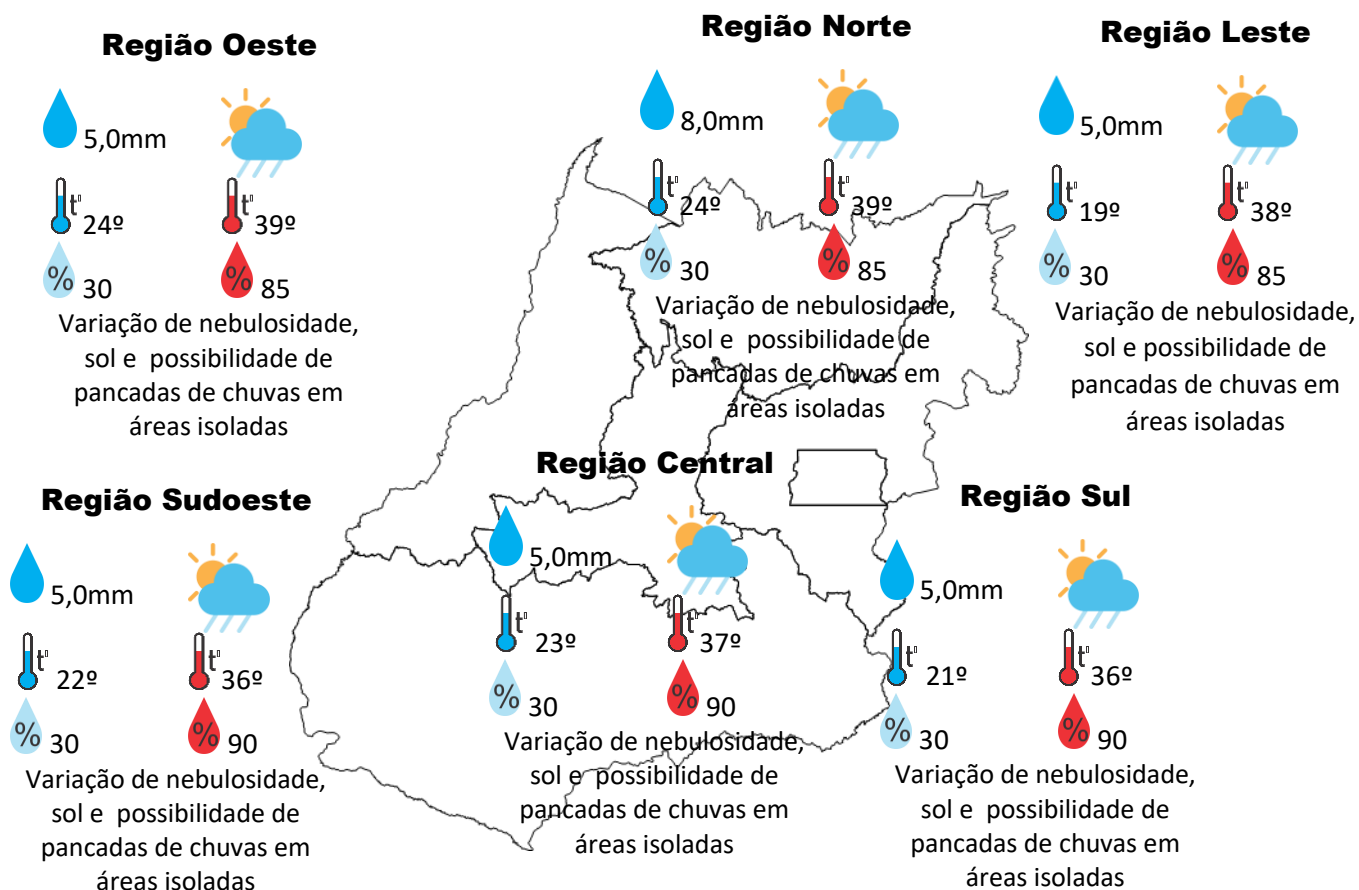 Região Oeste
5,0mm
t°
24º
t°
39º
% 30
% 85
Variação de nebulosidade,
sol e possibilidade de
pancadas de chuvas em
áreas isoladas
Região Norte
8,0mm
t°
24º
t°
39º
% 30
% 85
Variação de nebulosidade,
sol e possibilidade de
pancadas de chuvas em
áreas isoladas
Região Leste
5,0mm
t°
19º
t°
38º
% 30
% 85
Variação de nebulosidade,
sol e possibilidade de
pancadas de chuvas em
áreas isoladas
Região Sudoeste
5,0mm
t°
22º
t°
36º
% 30
% 90
Variação de nebulosidade,
sol e possibilidade de
pancadas de chuvas em
áreas isoladas
Região Central
5,0mm
t°
23º
t°
37º
% 30
% 90
Variação de nebulosidade,
sol e possibilidade de
pancadas de chuvas em
áreas isoladas
Região Sul
5,0mm
t°
21º
t°
36º
% 30
% 90
Variação de nebulosidade,
sol e possibilidade de
pancadas de chuvas em
áreas isoladas